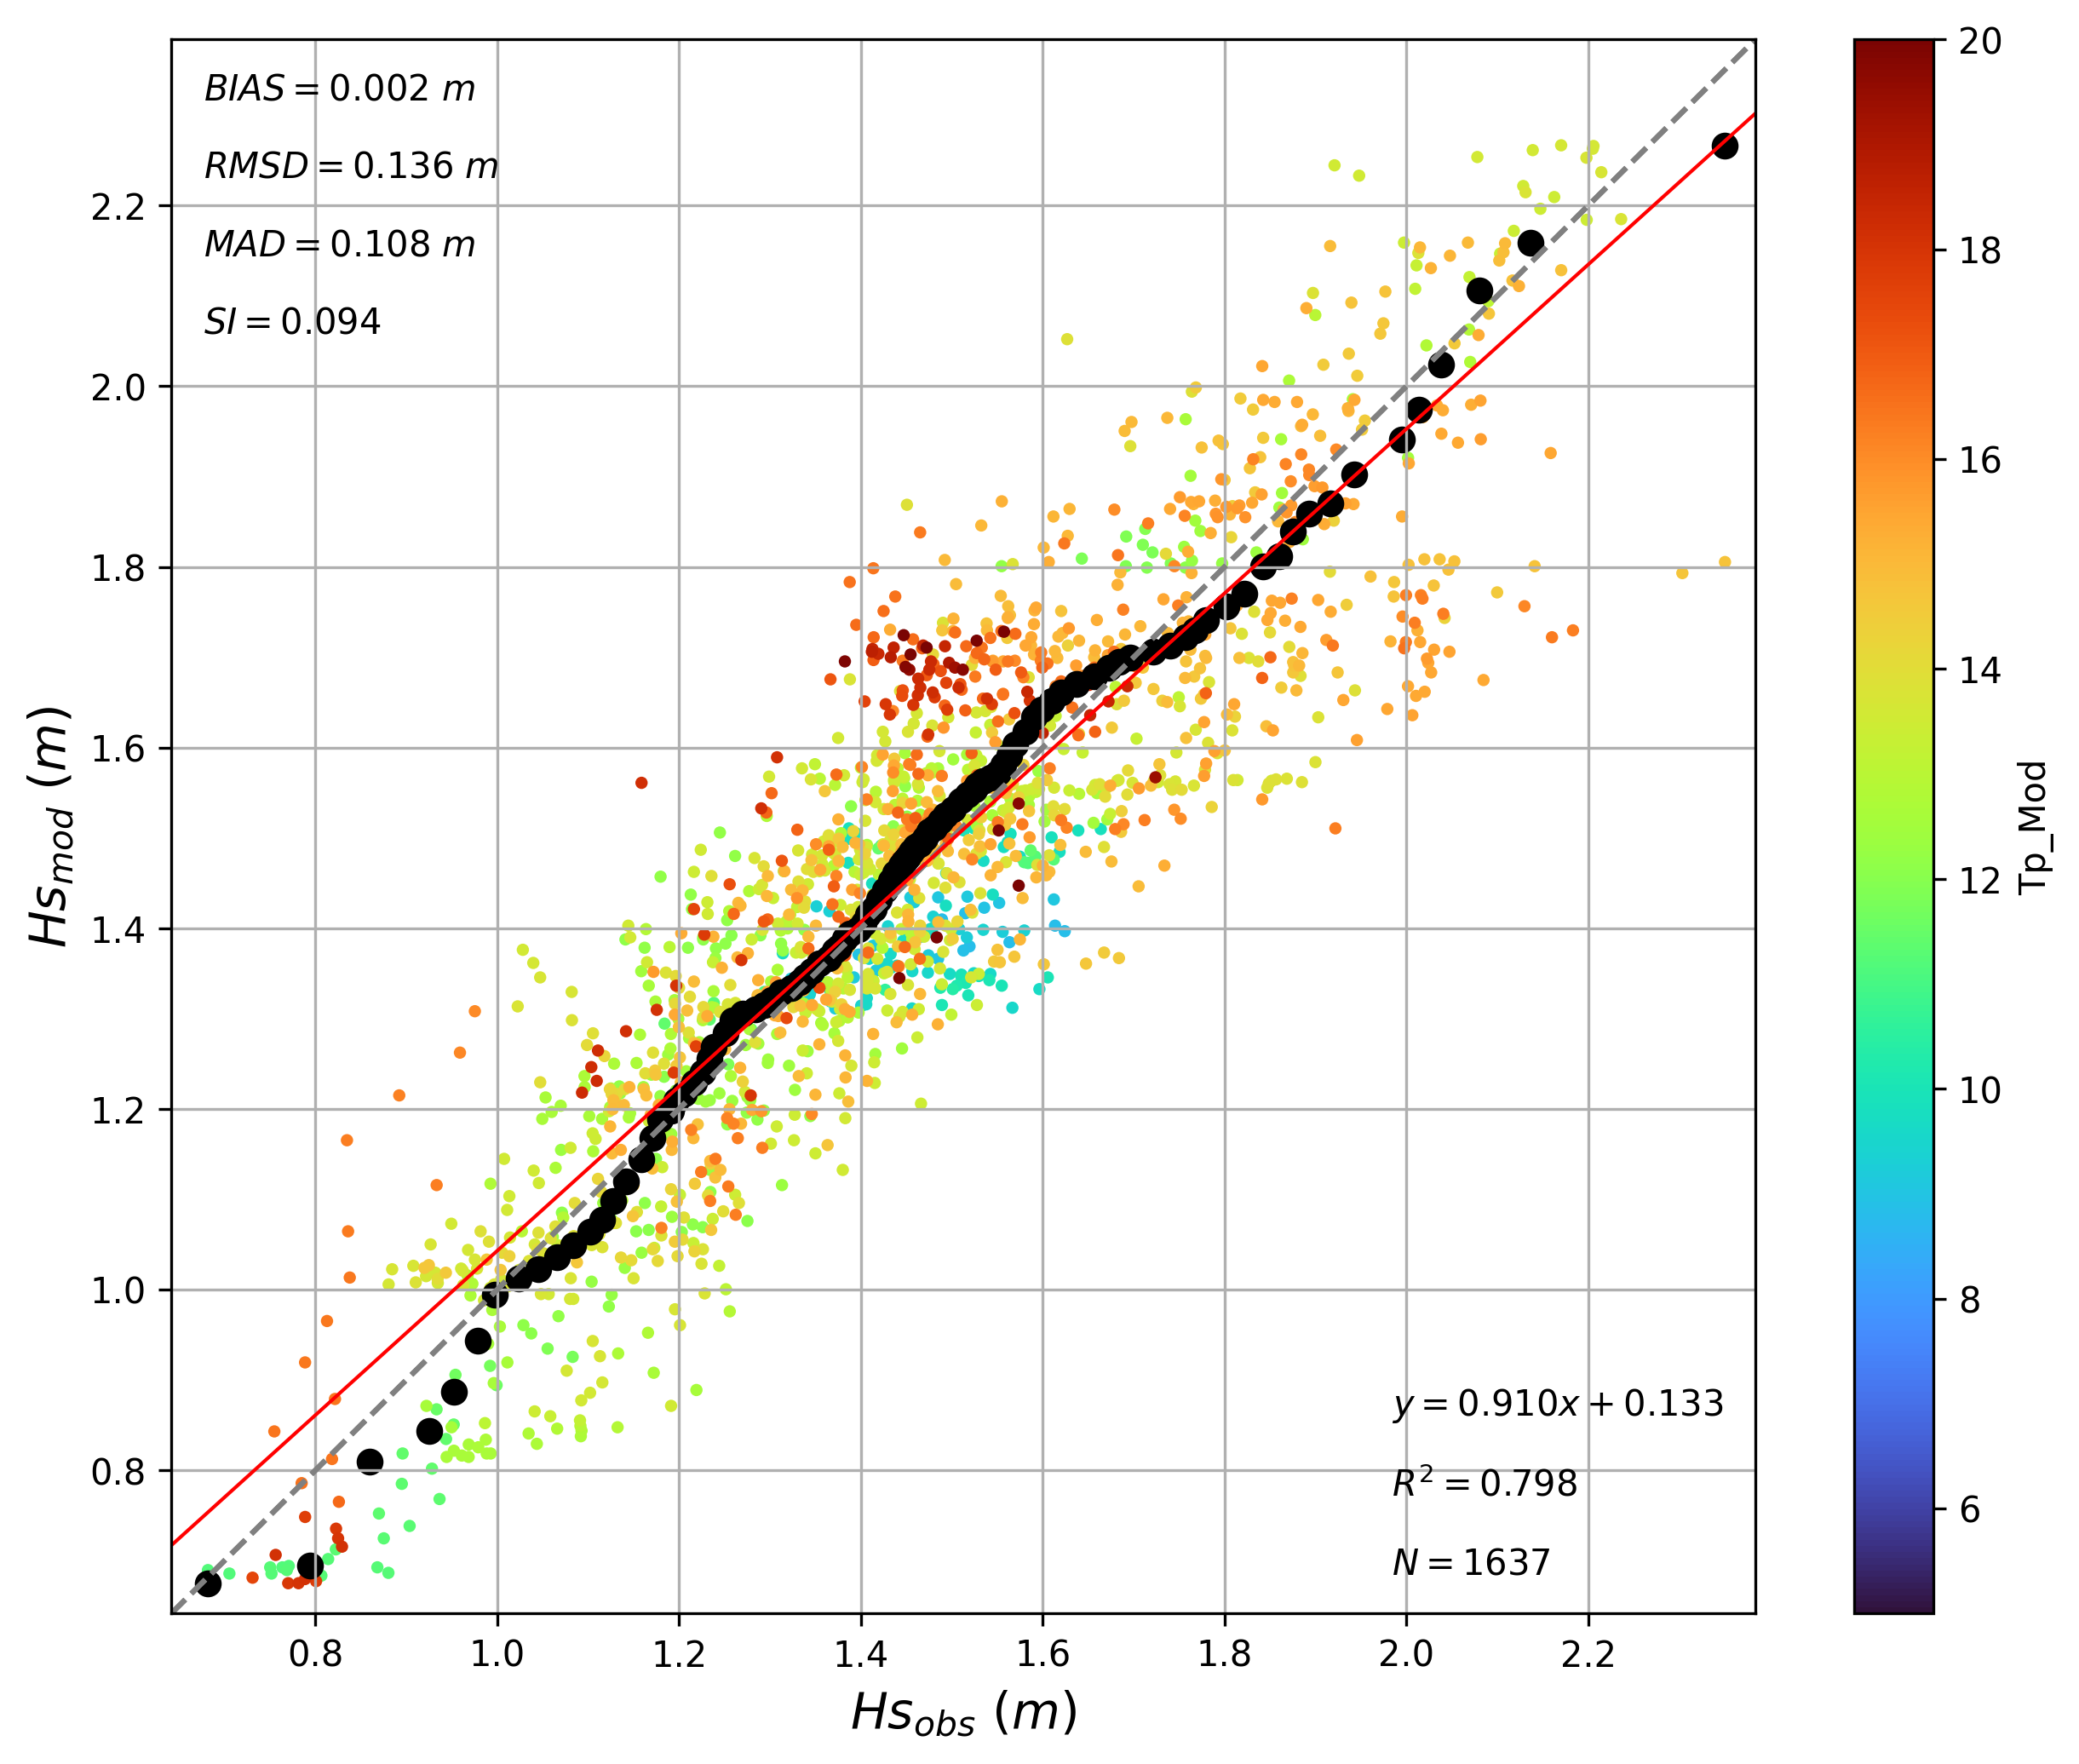 BIAS = 0.002 m
RMSD = 0.136 m
MAD = 0.108 m
SI = 0.094
y = 0.910x + 0.133
R² = 0.798
N = 1637
2.2
2.0
1.8
1.6
1.4
1.2
1.0
0.8
Hs_mod (m)
0.8 1.0 1.2 1.4 1.6 1.8 2.0 2.2
Hs_obs (m)
20
18
16
14
12
10
8
6
Tp_Mod